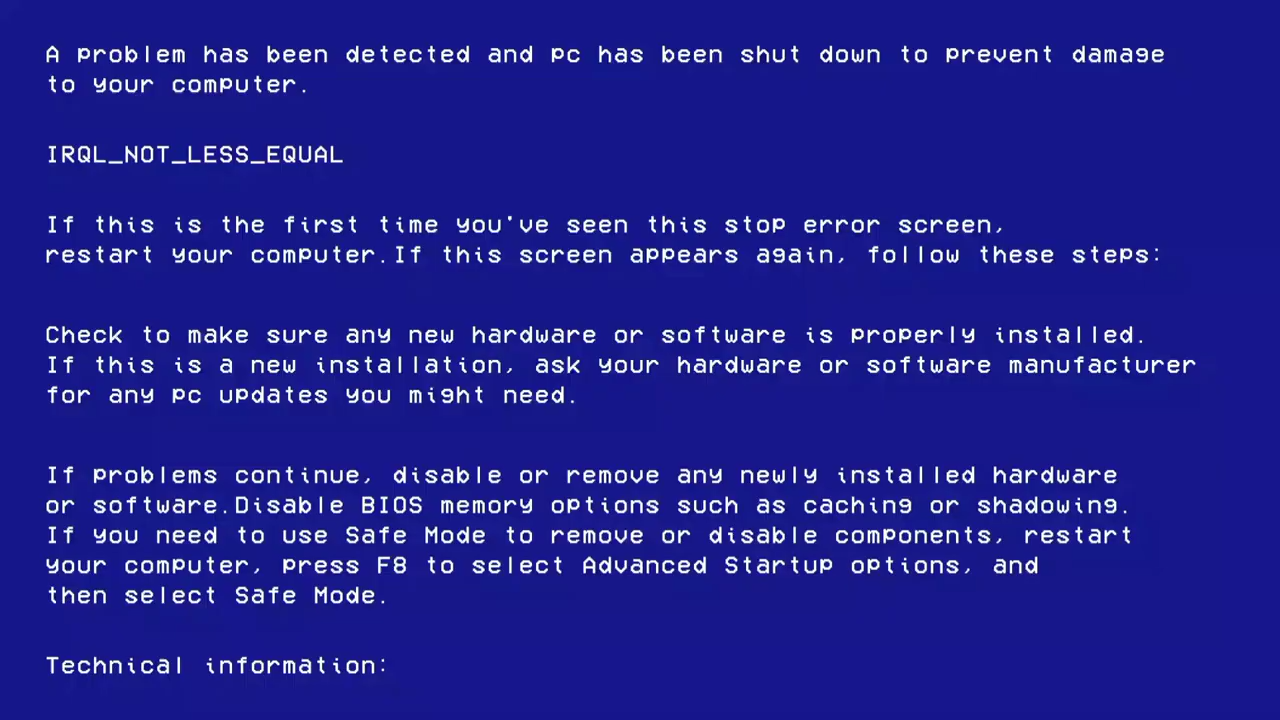 A problem has been detected and pc has been shut down to prevent damage
to your computer.
IRQL_NOT_LESS_EQUAL
If this is the first time you've seen this stop error screen,
restart your computer.If this screen appears again, follow these steps:
Check to make sure any new hardware or software is properly installed.
If this is a new installation, ask your hardware or software manufacturer
for any pc updates you might need.
If problems continue, disable or remove any newly installed hardware
or software.Disable BIOS memory options such as caching or shadowing.
If you need to use Safe Mode to remove or disable components, restart
your computer, press F8 to select Advanced Startup options, and
then select Safe Mode.
Technical information: